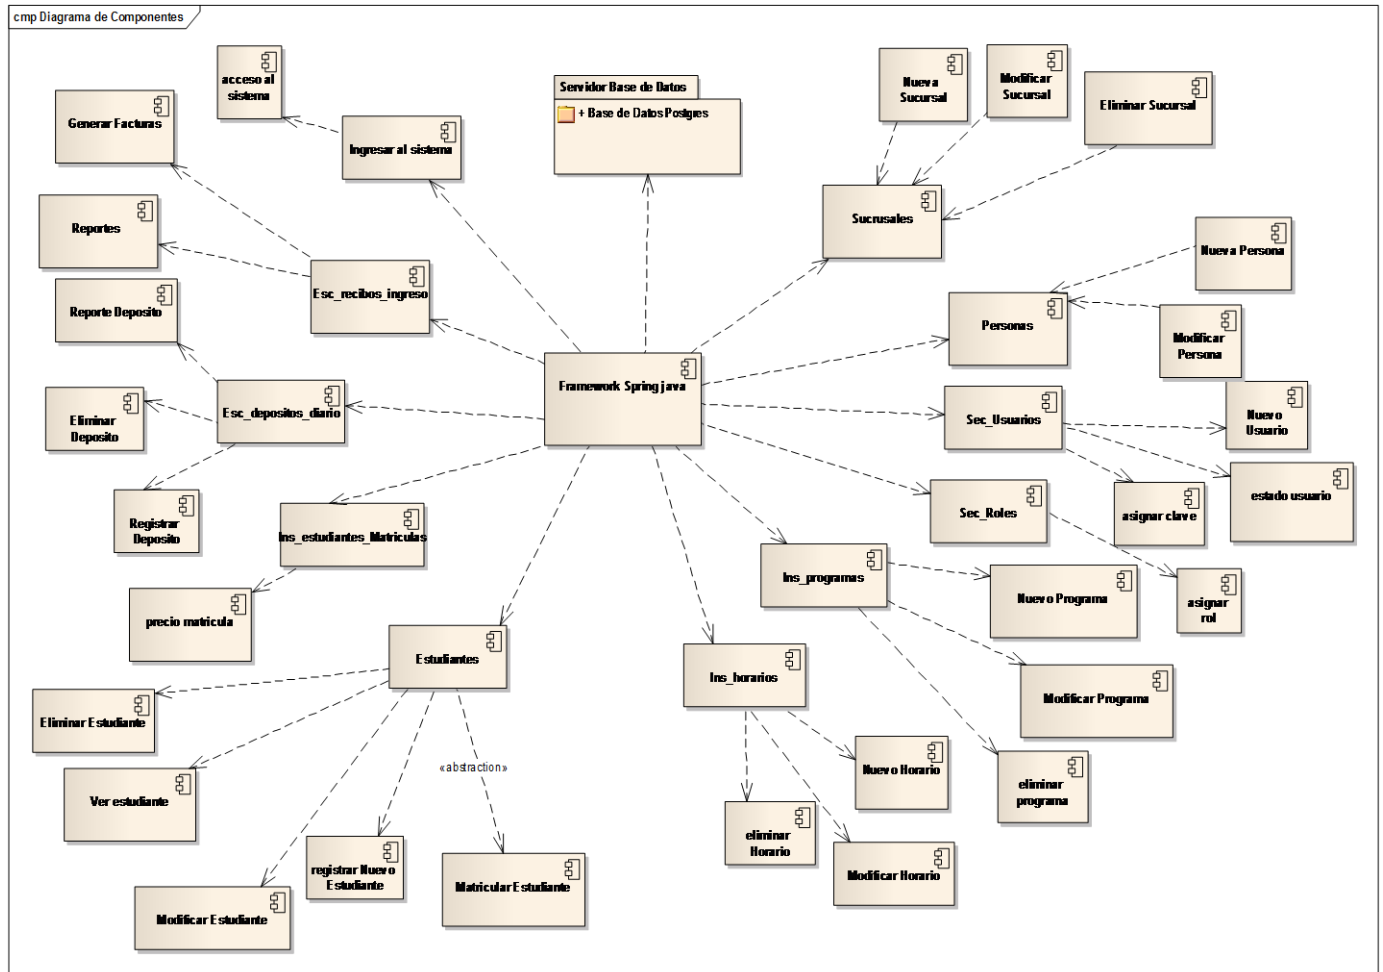 cmp Diagrama de Componentes
acceso al
sistema
Generar Facturas
Ingresar al sistema
Servidor Base de Datos
+ Base de Datos Postgres
Nueva
Sucursal
Modificar
Sucursal
Eliminar Sucursal
Reportes
Sucrusales
Nueva Persona
Esc_recibos_ingreso
Reporte Deposito
Personas
Modificar
Persona
Framework Spring java
Eliminar
Deposito
Esc_depositos_diario
Sec_Usuarios
Nuevo
Usuario
Registrar
Deposito
Ins_estudiantes_Matriculas
Sec_Roles
asignar clave
estado usuario
Ins_programas
Nuevo Programa
asignar
rol
precio matricula
Estudiantes
Ins_horarios
Modificar Programa
Eliminar Estudiante
Ver estudiante
«abstraction»
Nuevo Horario
eliminar
programa
eliminar
Horario
registrar Nuevo
Estudiante
Matricular Estudiante
Modificar Horario
Modificar Estudiante